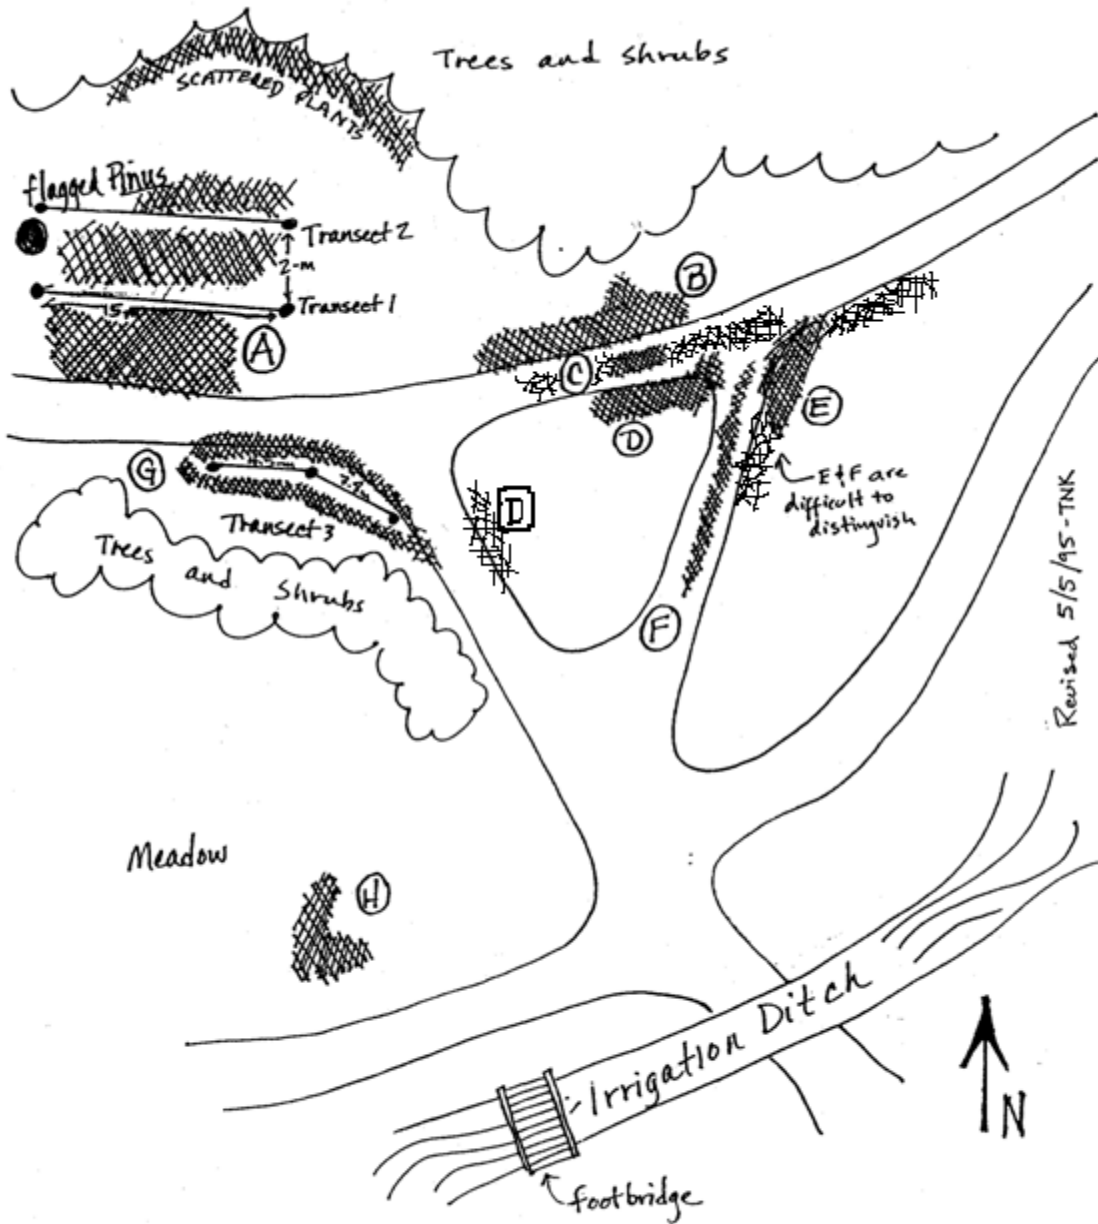 Trees and shrubs
SCATTERED PLANTS
flagged Pinus
Transect 2
2-m
Transect 1
15 m
A
B
C
D
E
E & F are
difficult to
distinguish
D
G
Transect 3
Trees and Shrubs
F
Revised 5/5/95-TNK
Meadow
H
Irrigation Ditch
N
footbridge